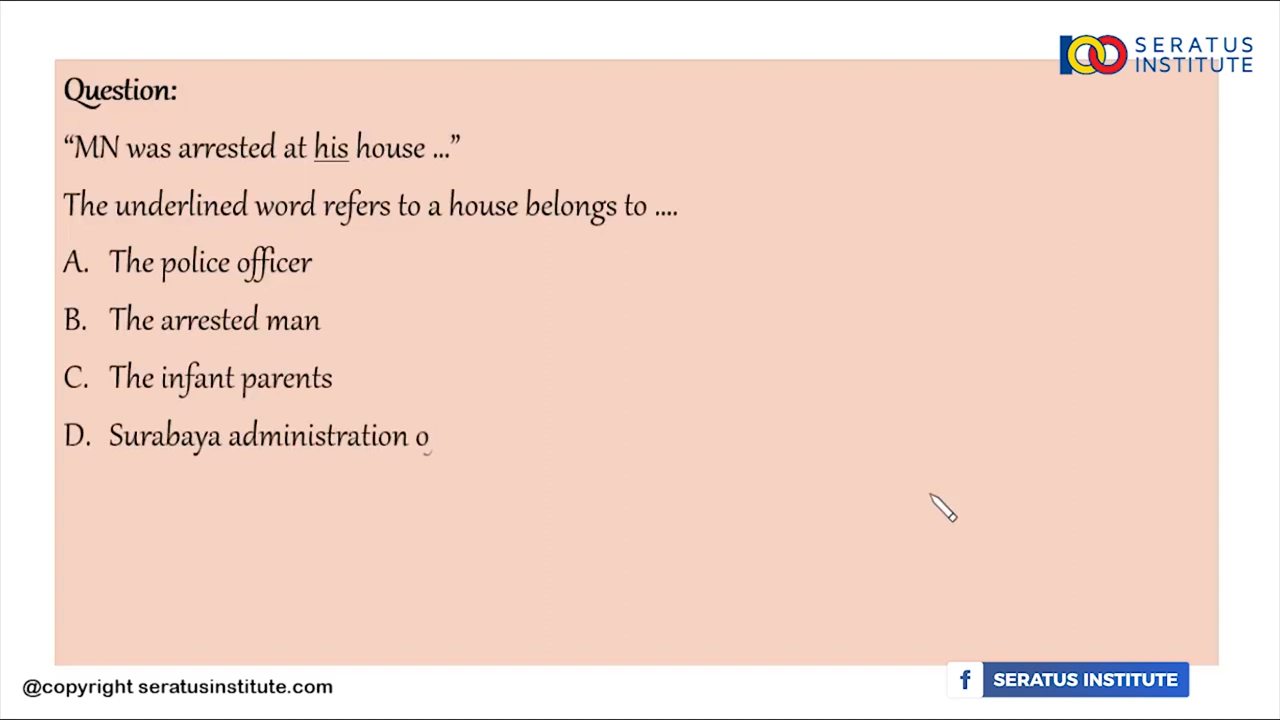 SERATUS
INSTITUTE
Question:
“MN was arrested at his house ...”
The underlined word refers to a house belongs to ....
A. The police officer
B. The arrested man
C. The infant parents
D. Surabaya administration
@copyright seratusinstitute.com
f SERATUS INSTITUTE